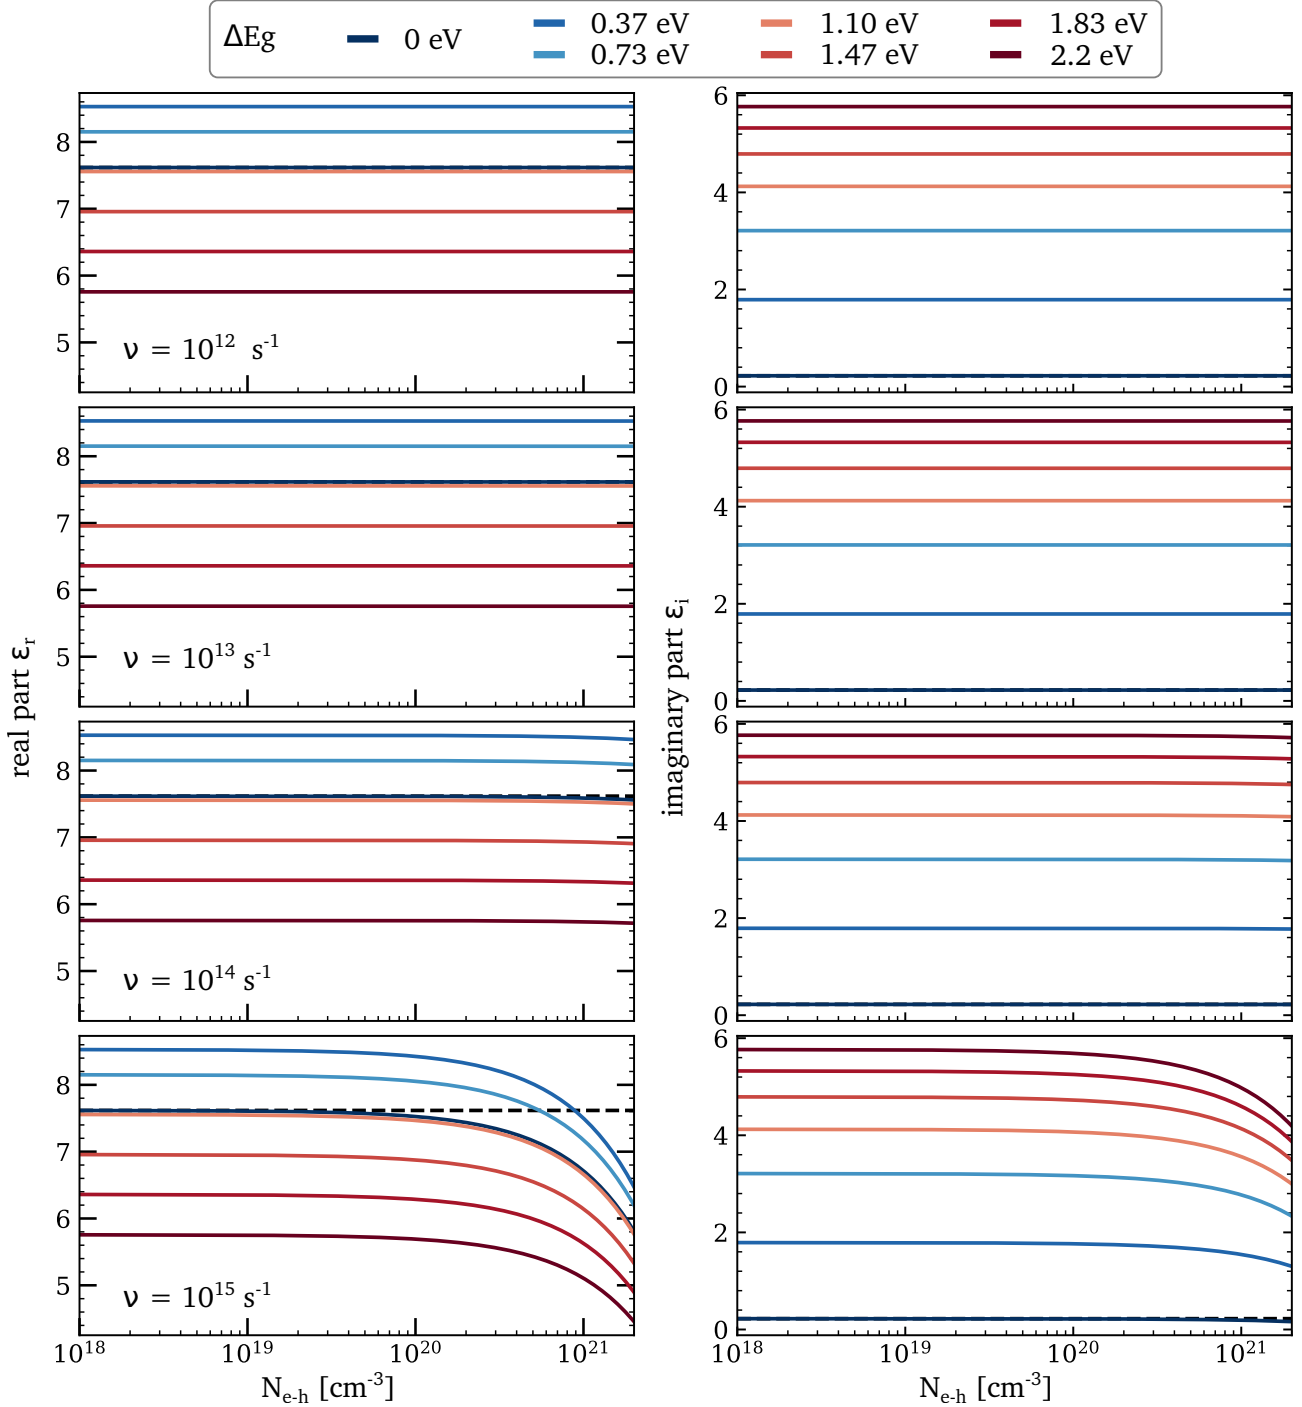 ΔEg 0 eV 0.37 eV 1.10 eV 1.83 eV
0.73 eV 1.47 eV 2.2 eV
8
7
6
5
ν = 10¹² s⁻¹
6
4
2
0
8
7
6
5
ν = 10¹³ s⁻¹
6
4
2
0
real part εᵣ
imaginary part εᵢ
8
7
6
5
ν = 10¹⁴ s⁻¹
6
4
2
0
8
7
6
5
ν = 10¹⁵ s⁻¹
6
4
2
0
10¹⁸ 10¹⁹ 10²⁰ 10²¹
10¹⁸ 10¹⁹ 10²⁰ 10²¹
Nₑ₋ₕ [cm⁻³]
Nₑ₋ₕ [cm⁻³]